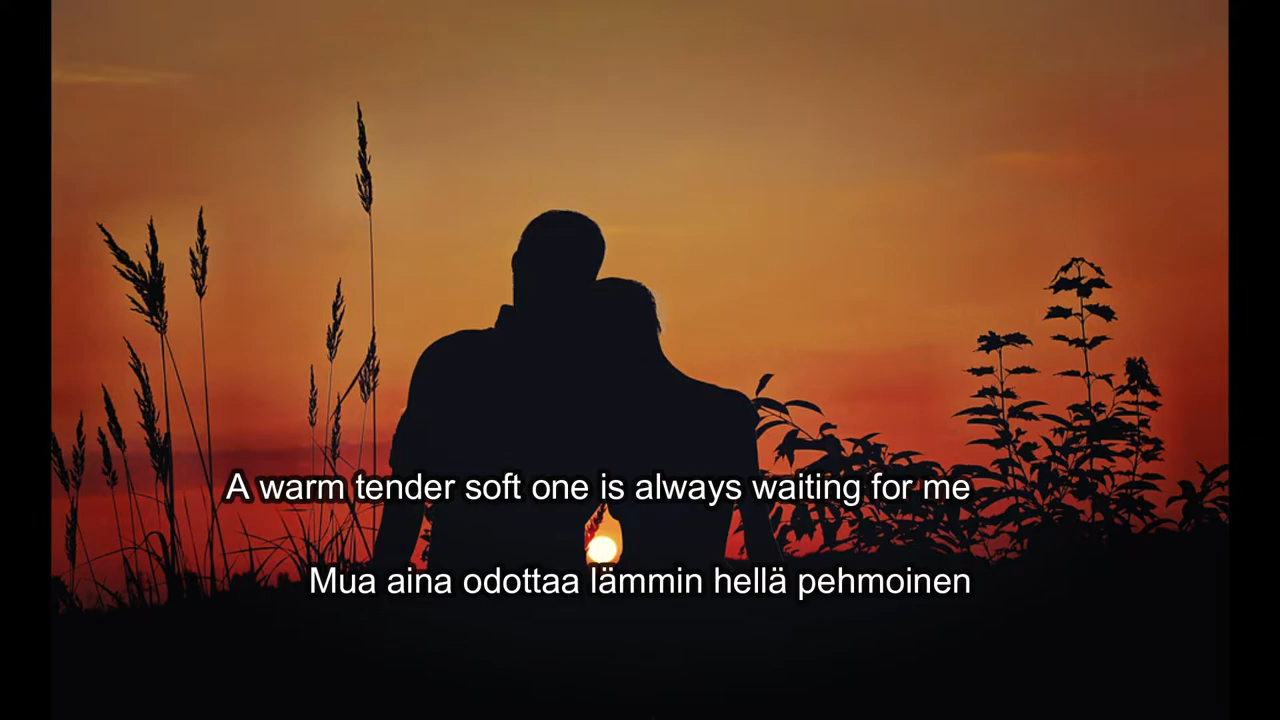 A warm tender soft one is always waiting for me
Mua aina odottaa lämmin hellä pehmoinen